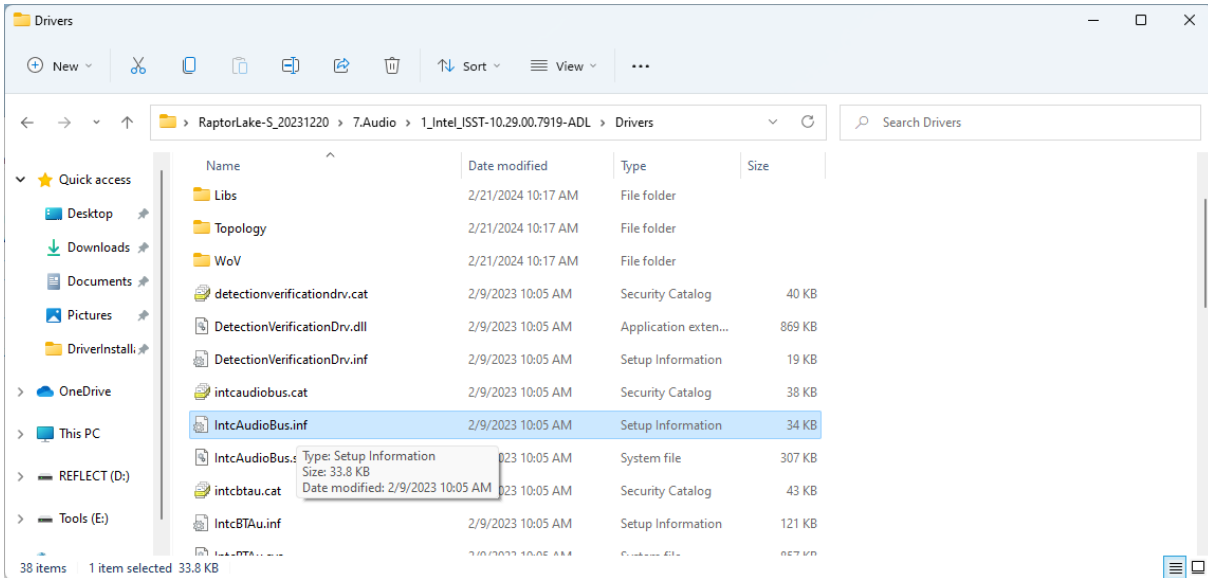 Drivers
New
Sort
View
RaptorLake-S_20231220 > 7.Audio > 1_Intel_ISST-10.29.00.7919-ADL > Drivers
Search Drivers
Quick access
Desktop
Downloads
Documents
Pictures
DriverInstalli
OneDrive
This PC
REFLECT (D:)
Tools (E:)
Name Date modified Type Size
Libs 2/21/2024 10:17 AM File folder
Topology 2/21/2024 10:17 AM File folder
WoV 2/21/2024 10:17 AM File folder
detectionverificationdrv.cat 2/9/2023 10:05 AM Security Catalog 40 KB
DetectionVerificationDrv.dll 2/9/2023 10:05 AM Application exten... 869 KB
DetectionVerificationDrv.inf 2/9/2023 10:05 AM Setup Information 19 KB
intcaudiobus.cat 2/9/2023 10:05 AM Security Catalog 38 KB
IntcAudioBus.inf 2/9/2023 10:05 AM Setup Information 34 KB
IntcAudioBus.s 023 10:05 AM System file 307 KB
Type: Setup Information
Size: 33.8 KB
Date modified: 2/9/2023 10:05 AM
intcbtau.cat 023 10:05 AM Security Catalog 43 KB
IntcBTAu.inf 2/9/2023 10:05 AM Setup Information 121 KB
38 items 1 item selected 33.8 KB